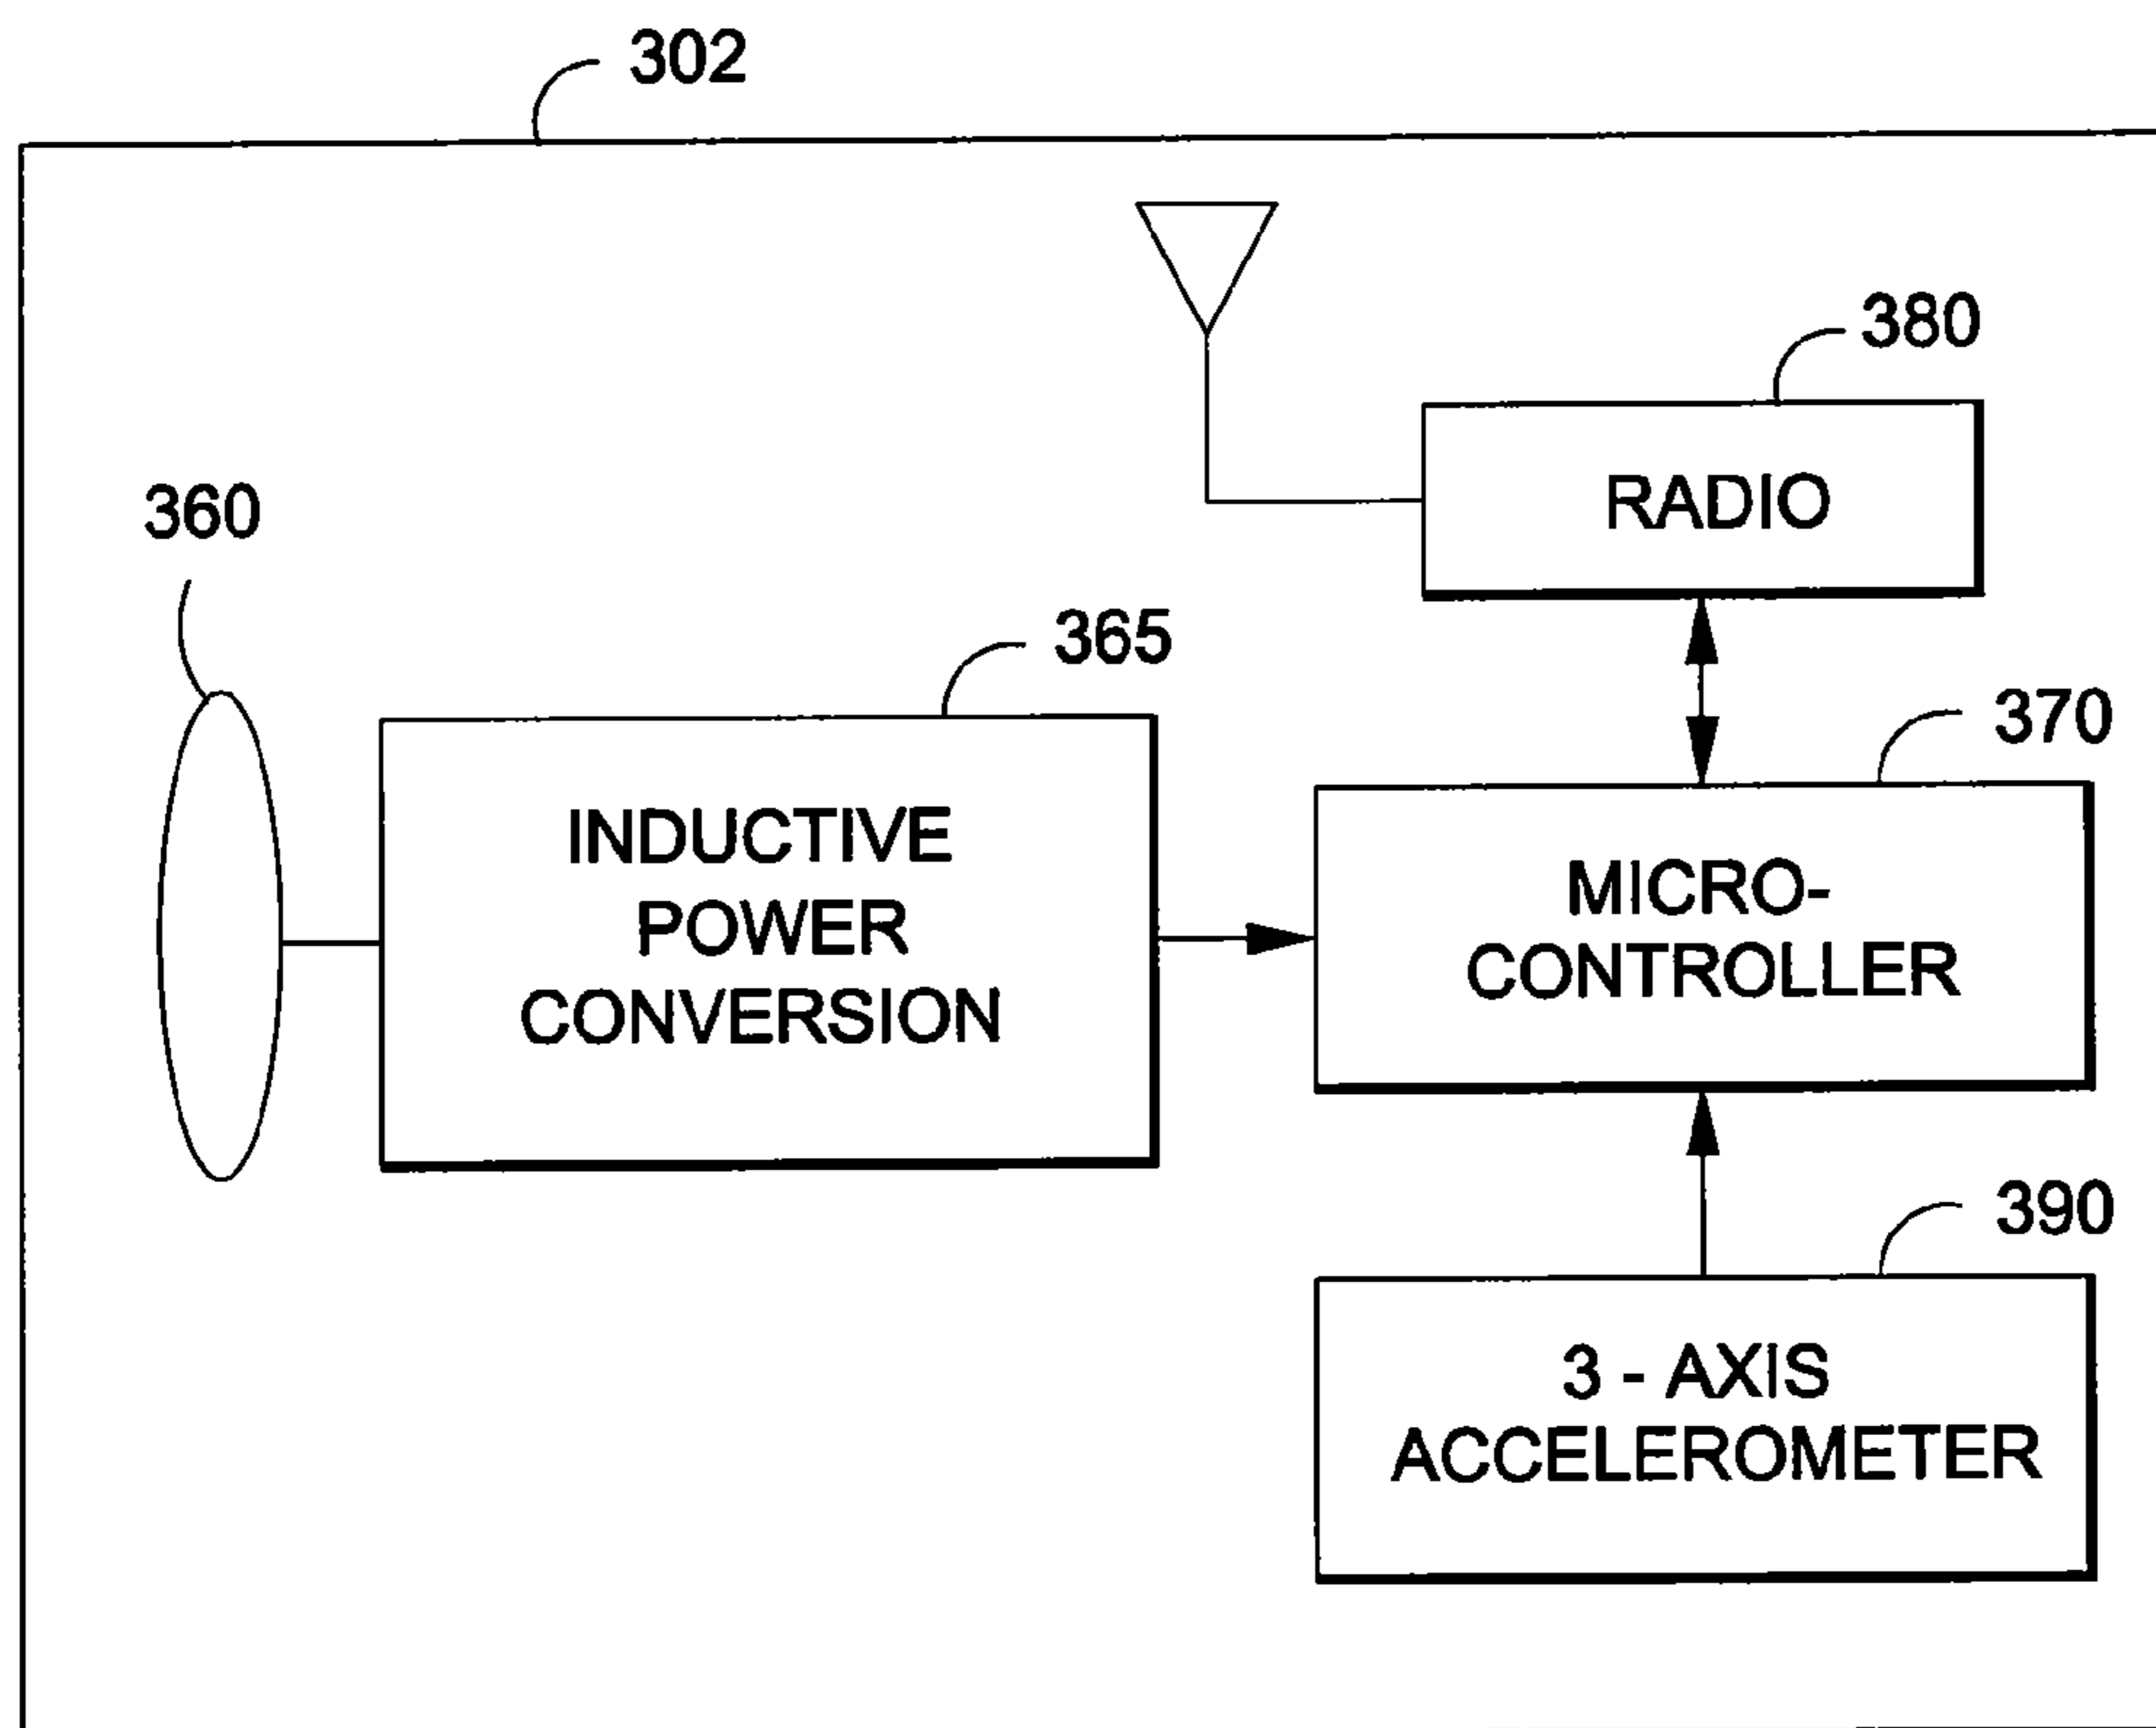 302
380
RADIO
360
365
370
INDUCTIVE
POWER
CONVERSION
MICRO-
CONTROLLER
390
3 - AXIS
ACCELEROMETER